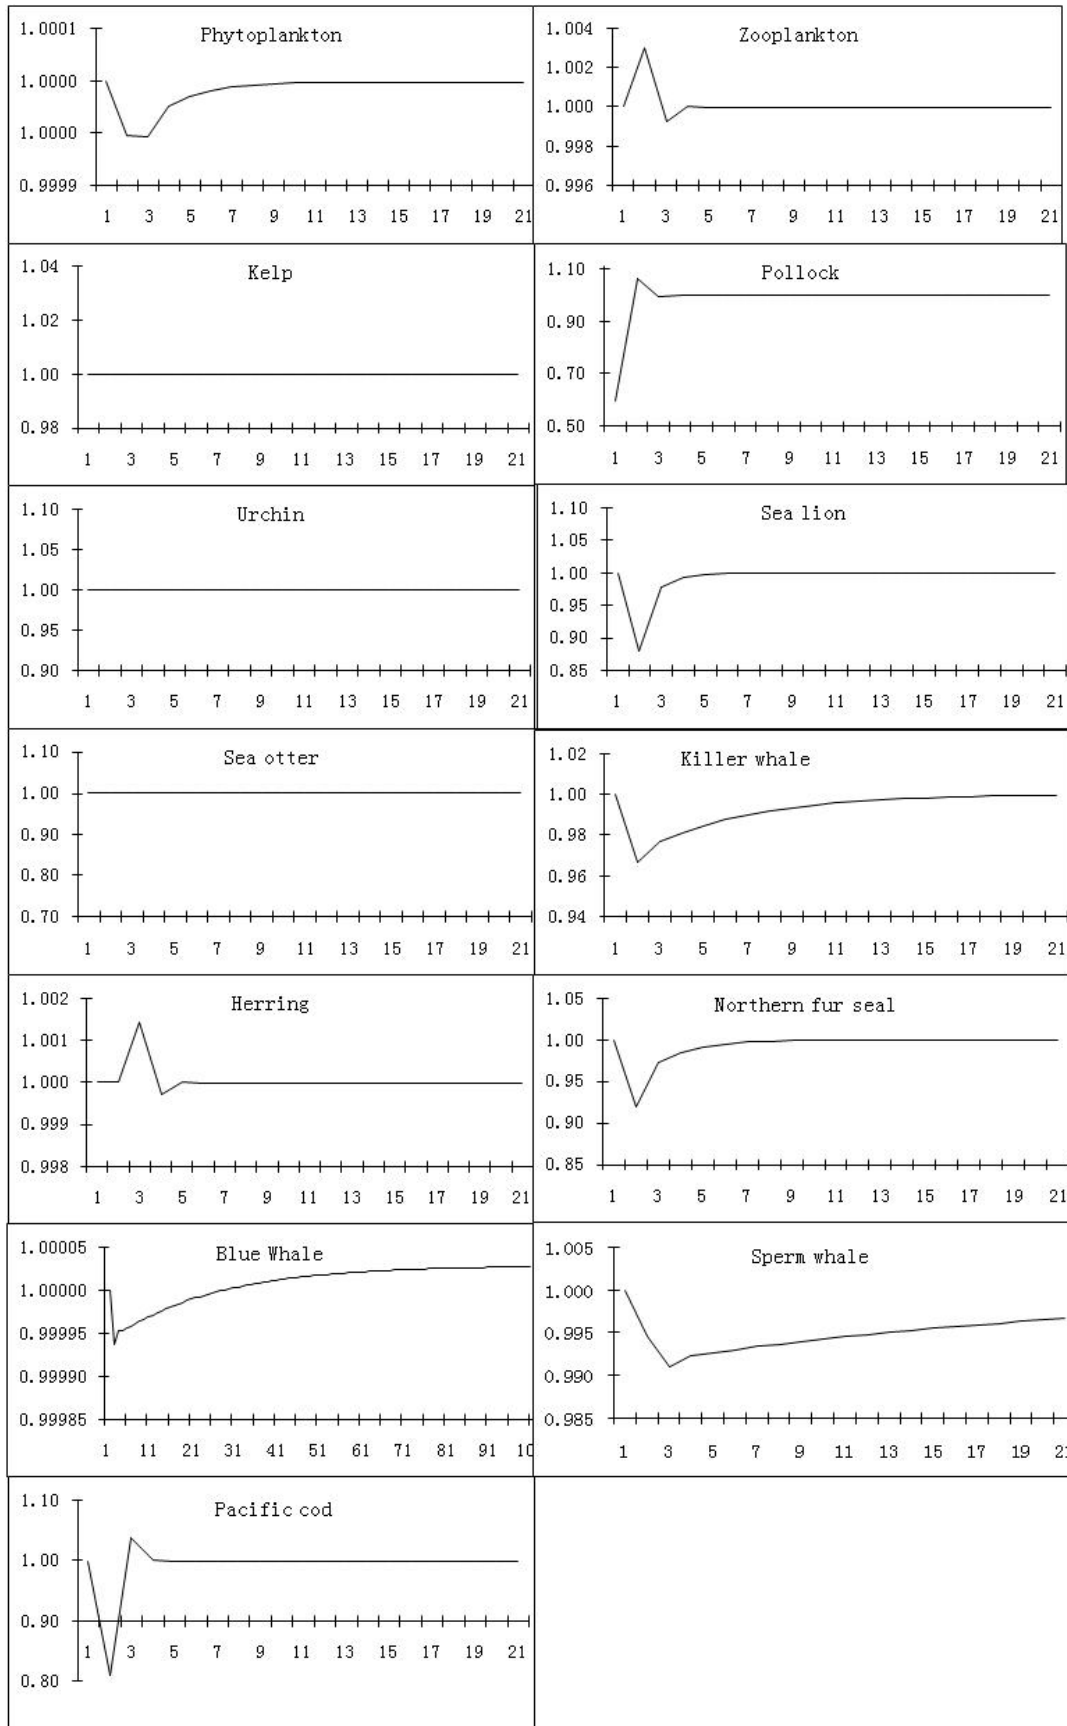 Phytoplankton
1.0001
1.0000
1.0000
0.9999
1 3 5 7 9 11 13 15 17 19 21
Zooplankton
1.004
1.002
1.000
0.998
0.996
1 3 5 7 9 11 13 15 17 19 21
Kelp
1.04
1.02
1.00
0.98
1 3 5 7 9 11 13 15 17 19 21
Pollock
1.10
0.90
0.70
0.50
1 3 5 7 9 11 13 15 17 19 21
Urchin
1.10
1.05
1.00
0.95
0.90
1 3 5 7 9 11 13 15 17 19 21
Sea lion
1.10
1.05
1.00
0.95
0.90
0.85
1 3 5 7 9 11 13 15 17 19 21
Sea otter
1.10
1.00
0.90
0.80
0.70
1 3 5 7 9 11 13 15 17 19 21
Killer whale
1.02
1.00
0.98
0.96
0.94
1 3 5 7 9 11 13 15 17 19 21
Herring
1.002
1.001
1.000
0.999
0.998
1 3 5 7 9 11 13 15 17 19 21
Northern fur seal
1.05
1.00
0.95
0.90
0.85
1 3 5 7 9 11 13 15 17 19 21
Blue Whale
1.00005
1.00000
0.99995
0.99990
0.99985
1 11 21 31 41 51 61 71 81 91 10
Sperm whale
1.005
1.000
0.995
0.990
0.985
1 3 5 7 9 11 13 15 17 19 21
Pacific cod
1.10
1.00
0.90
0.80
1 3 5 7 9 11 13 15 17 19 21